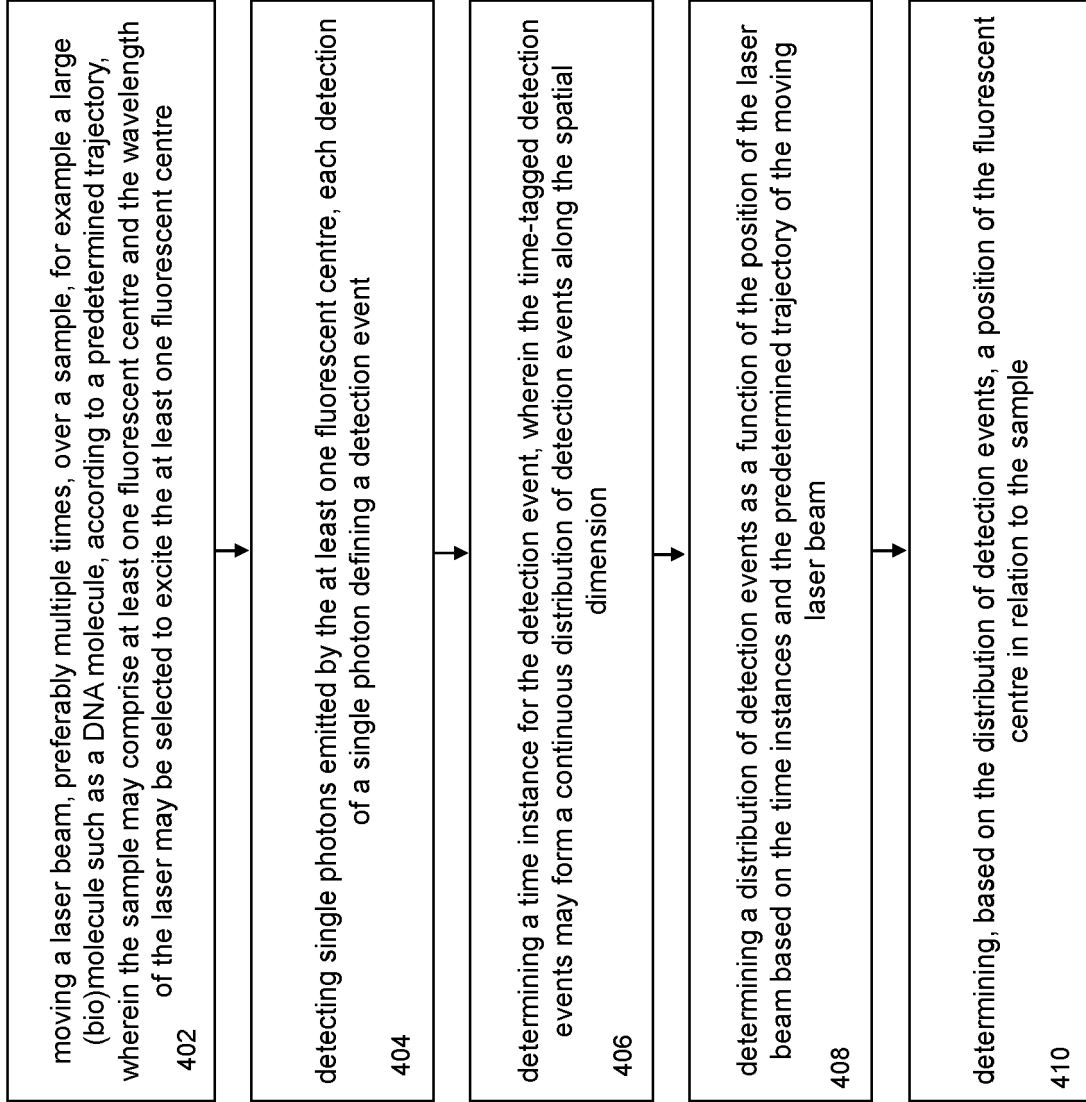 moving a laser beam, preferably multiple times, over a sample, for example a large
(bio)molecule such as a DNA molecule, according to a predetermined trajectory,
wherein the sample may comprise at least one fluorescent centre and the wavelength
of the laser may be selected to excite the at least one fluorescent centre
402
detecting single photons emitted by the at least one fluorescent centre, each detection
of a single photon defining a detection event
404
determining a time instance for the detection event, wherein the time-tagged detection
events may form a continuous distribution of detection events along the spatial
dimension
406
determining a distribution of detection events as a function of the position of the laser
beam based on the time instances and the predetermined trajectory of the moving
laser beam
408
determining, based on the distribution of detection events, a position of the fluorescent
centre in relation to the sample
410